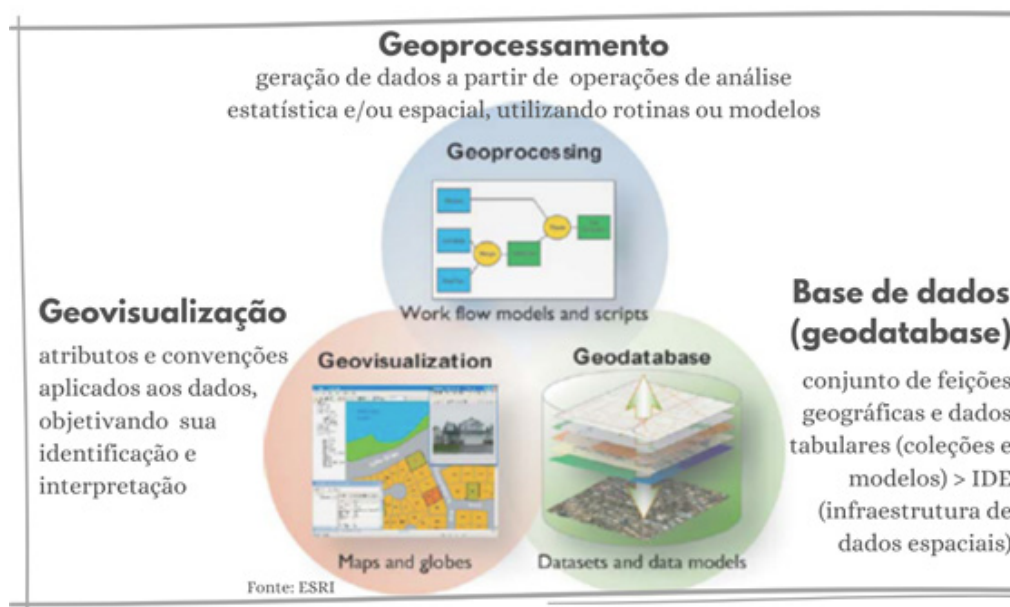 Geoprocessamento
geração de dados a partir de operações de análise
estatística e/ou espacial, utilizando rotinas ou modelos
Geoprocessing
Work flow models and scripts
Geovisualização
atributos e convenções
aplicados aos dados,
objetivando sua
identificação e
interpretação
Geovisualization
Maps and globes
Geodatabase
Datasets and data models
Base de dados
(geodatabase)
conjunto de feições
geográficas e dados
tabulares (coleções e
modelos) > IDE
(infraestrutura de
dados espaciais)
Fonte: ESRI